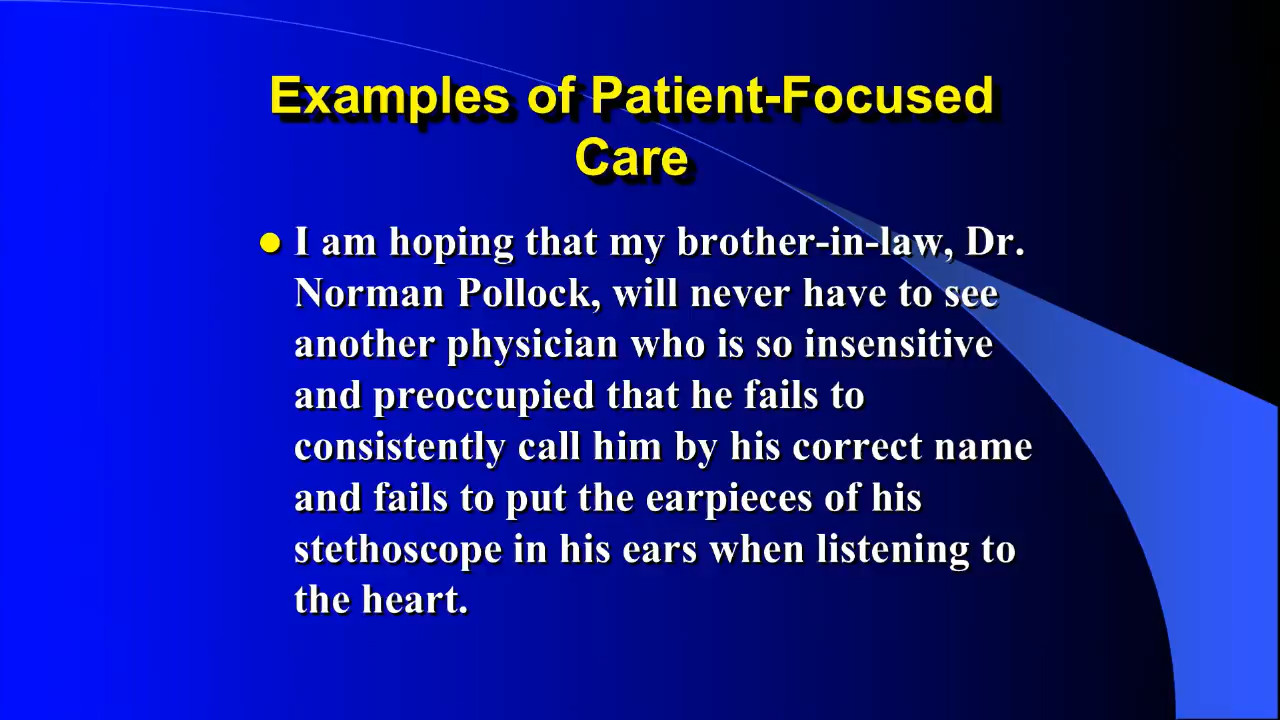 Examples of Patient-Focused
Care
I am hoping that my brother-in-law, Dr.
Norman Pollock, will never have to see
another physician who is so insensitive
and preoccupied that he fails to
consistently call him by his correct name
and fails to put the earpieces of his
stethoscope in his ears when listening to
the heart.